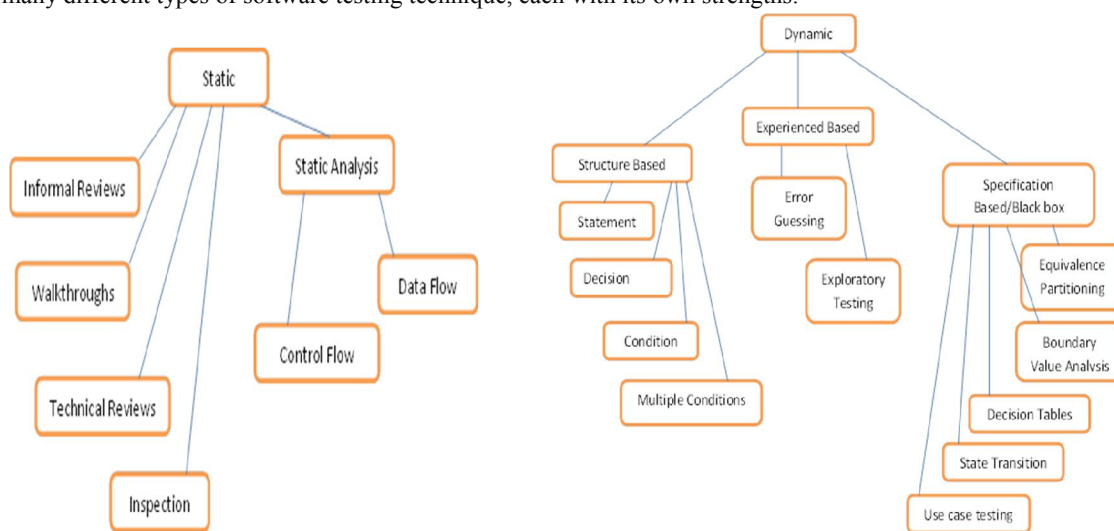 many different types of software testing technique, each with its own strengths.
Static
Informal Reviews
Static Analysis
Walkthroughs
Data Flow
Control Flow
Technical Reviews
Inspection
Dynamic
Experienced Based
Structure Based
Error
Guessing
Specification
Based/Black box
Statement
Decision
Exploratory
Testing
Equivalence
Partitioning
Condition
Boundary
Value Analysis
Multiple Conditions
Decision Tables
State Transition
Use case testing